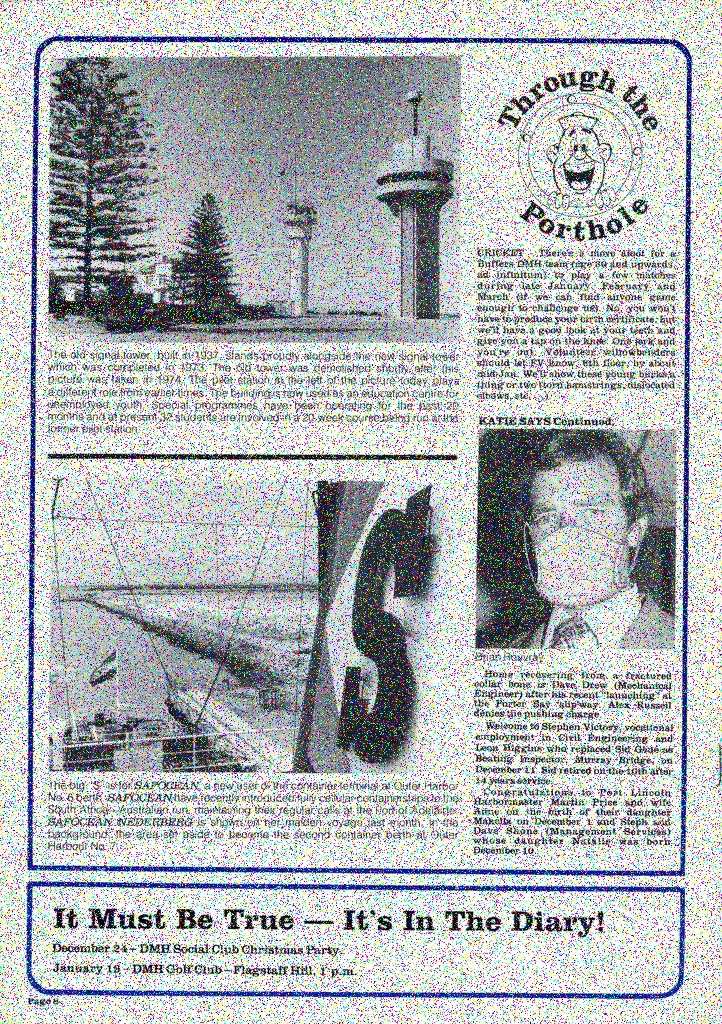 The old signal tower, built in 1937, stands proudly alongside the new signal tower
which was completed in 1973. The old tower was demolished shortly after this
picture was taken in 1974. The pilot station at the left of the picture today plays
a different role from earlier times. The building is now used as an education centre for
unemployed youth. Special programmes have been operating for the past 20
months and at present 32 students are involved in a 20 week course being run at the
former pilot station.
The big 'S' is for SAFOCEAN, a new user of the container terminal at Outer Harbor
No. 6 berth. SAFOCEAN have recently introduced fully cellular containerships to the
South Africa - Australian run, maintaining their regular calls at the Port of Adelaide.
SAFOCEAN NEDERBERG is shown on her maiden voyage last month. In the
background, the area set aside to become the second container berth at Outer
Harbour No. 7.
Through the
Porthole
CRICKET There's a move afoot for a
Buffers DMH team (age 30 and upwards,
ad infinitum) to play a few matches
during late January, February and
March (if we can find anyone game
enough to challenge us). No, you won't
have to produce your birth certificate, but
we'll have a good look at your teeth and
give you a tap on the knee. One jerk and
you're out. Volunteer willowbenders
should let EV know, 6th floor, by about
mid-Jan. We'll show these young bucks a
thing or two (torn hamstrings, dislocated
elbows, etc. . .)
KATIE SAYS Continued.
Brian
Home recovering from a fractured
collar bone is Dave Drew (Mechanical
Engineer) after his recent "launching" at
the Porter Bay slipway. Alex Russell
denies the pushing charge.
Welcome to Stephen Victory, vocational
employment in Civil Engineering and
Leon Higgins who replaced Sid Gade as
Boating Inspector, Murray Bridge, on
December 11. Sid retired on the 10th after
14 years service.
Congratulations to Port Lincoln
Harbormaster Martin Price and wife
Anne on the birth of their daughter
on December 1 and Steph and
Dave Shone (Management Services)
whose daughter Natalie was born
December 10.
It Must Be True — It's In The Diary!
December 24 – DMH Social Club Christmas Party
January 18 – DMH Golf Club – Flagstaff Hill, 1 p.m.
Page 8